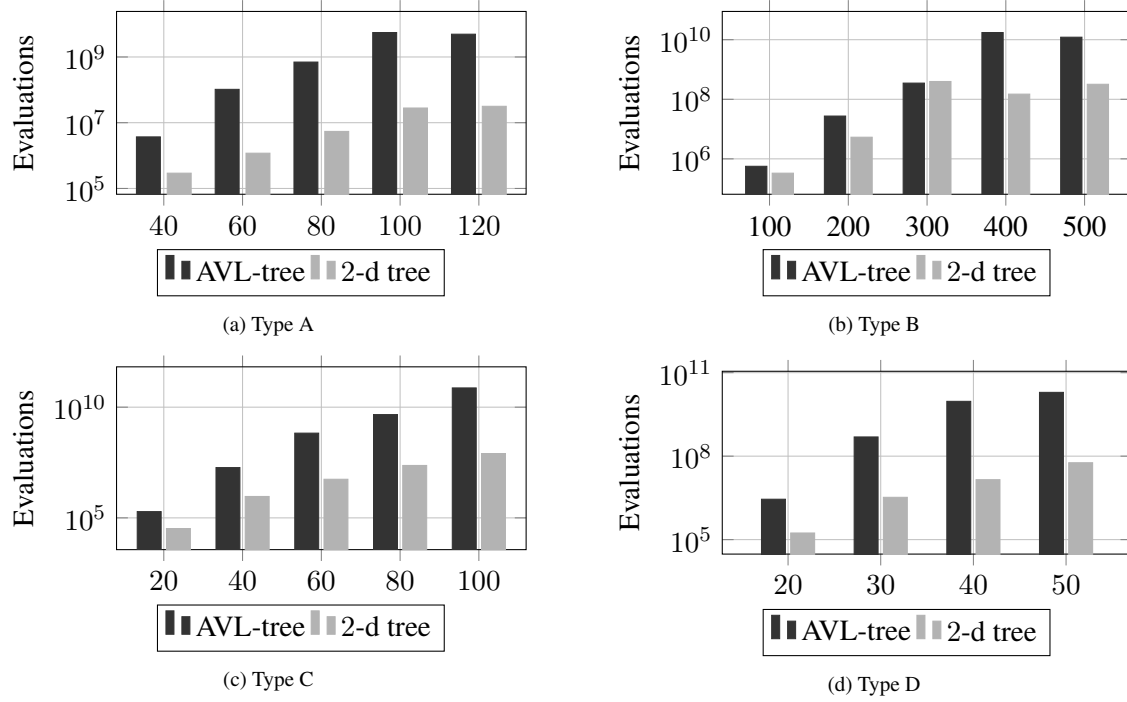 Evaluations
10^9
10^7
10^5
40 60 80 100 120
AVL-tree 2-d tree
(a) Type A
Evaluations
10^10
10^8
10^6
100 200 300 400 500
AVL-tree 2-d tree
(b) Type B
Evaluations
10^10
10^5
20 40 60 80 100
AVL-tree 2-d tree
(c) Type C
Evaluations
10^11
10^8
10^5
20 30 40 50
AVL-tree 2-d tree
(d) Type D